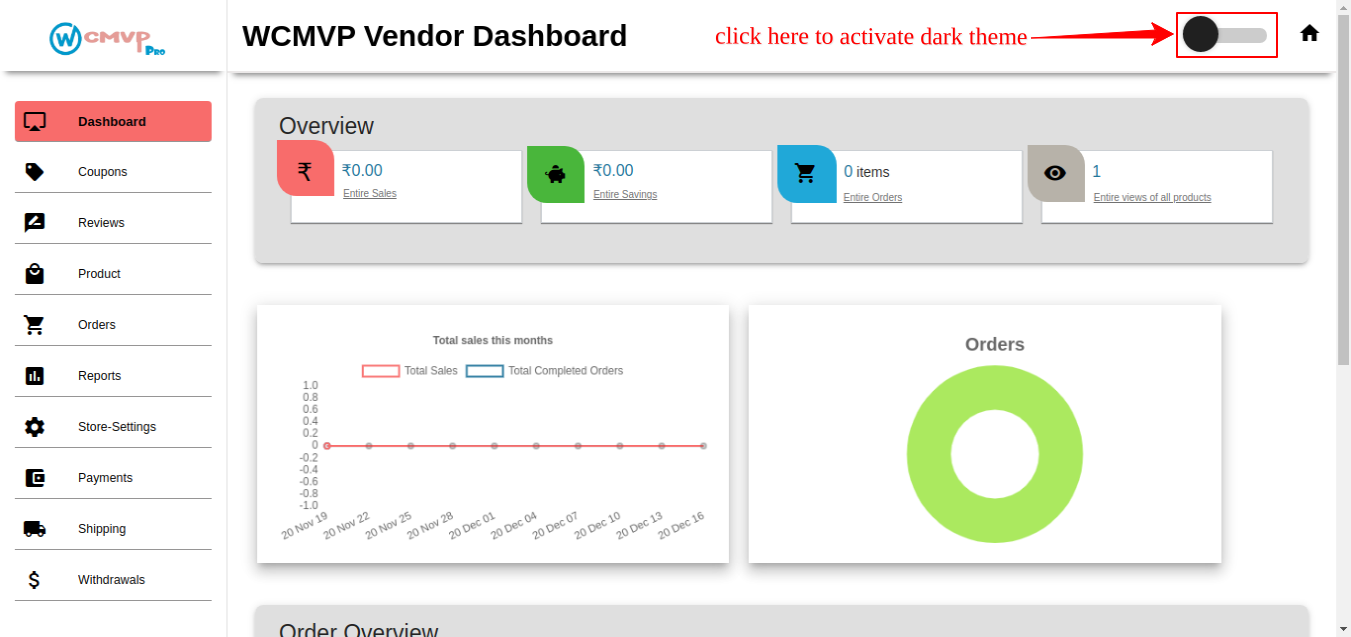 WCMVP
Pro
WCMVP Vendor Dashboard
click here to activate dark theme
Dashboard
Coupons
Reviews
Product
Orders
Reports
Store-Settings
Payments
Shipping
Withdrawals
Overview
₹
₹0.00
Entire Sales
₹0.00
Entire Savings
0 items
Entire Orders
1
Entire views of all products
Total sales this months
Total Sales
Total Completed Orders
1.0
0.8
0.6
0.4
0.2
0
-0.2
-0.4
-0.6
-0.8
-1.0
20 Nov 19
20 Nov 22
20 Nov 25
20 Nov 28
20 Dec 01
20 Dec 04
20 Dec 07
20 Dec 10
20 Dec 13
20 Dec 16
Orders
Order Overview